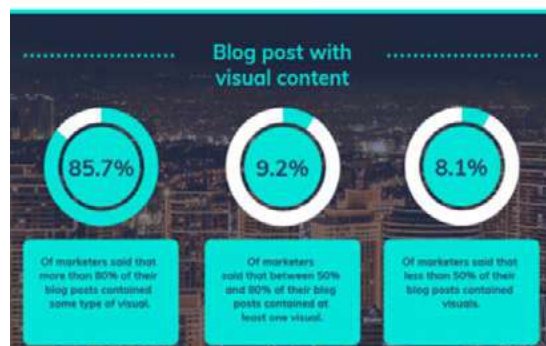 Blog post with
visual content
85.7%
9.2%
8.1%
Of marketers said that
more than 80% of their
blog posts contained
some type of visual.
Of marketers
said that between 50%
and 80% of their blog
posts contained at
least one visual.
Of marketers said that
less than 50% of their
blog posts contained
visuals.